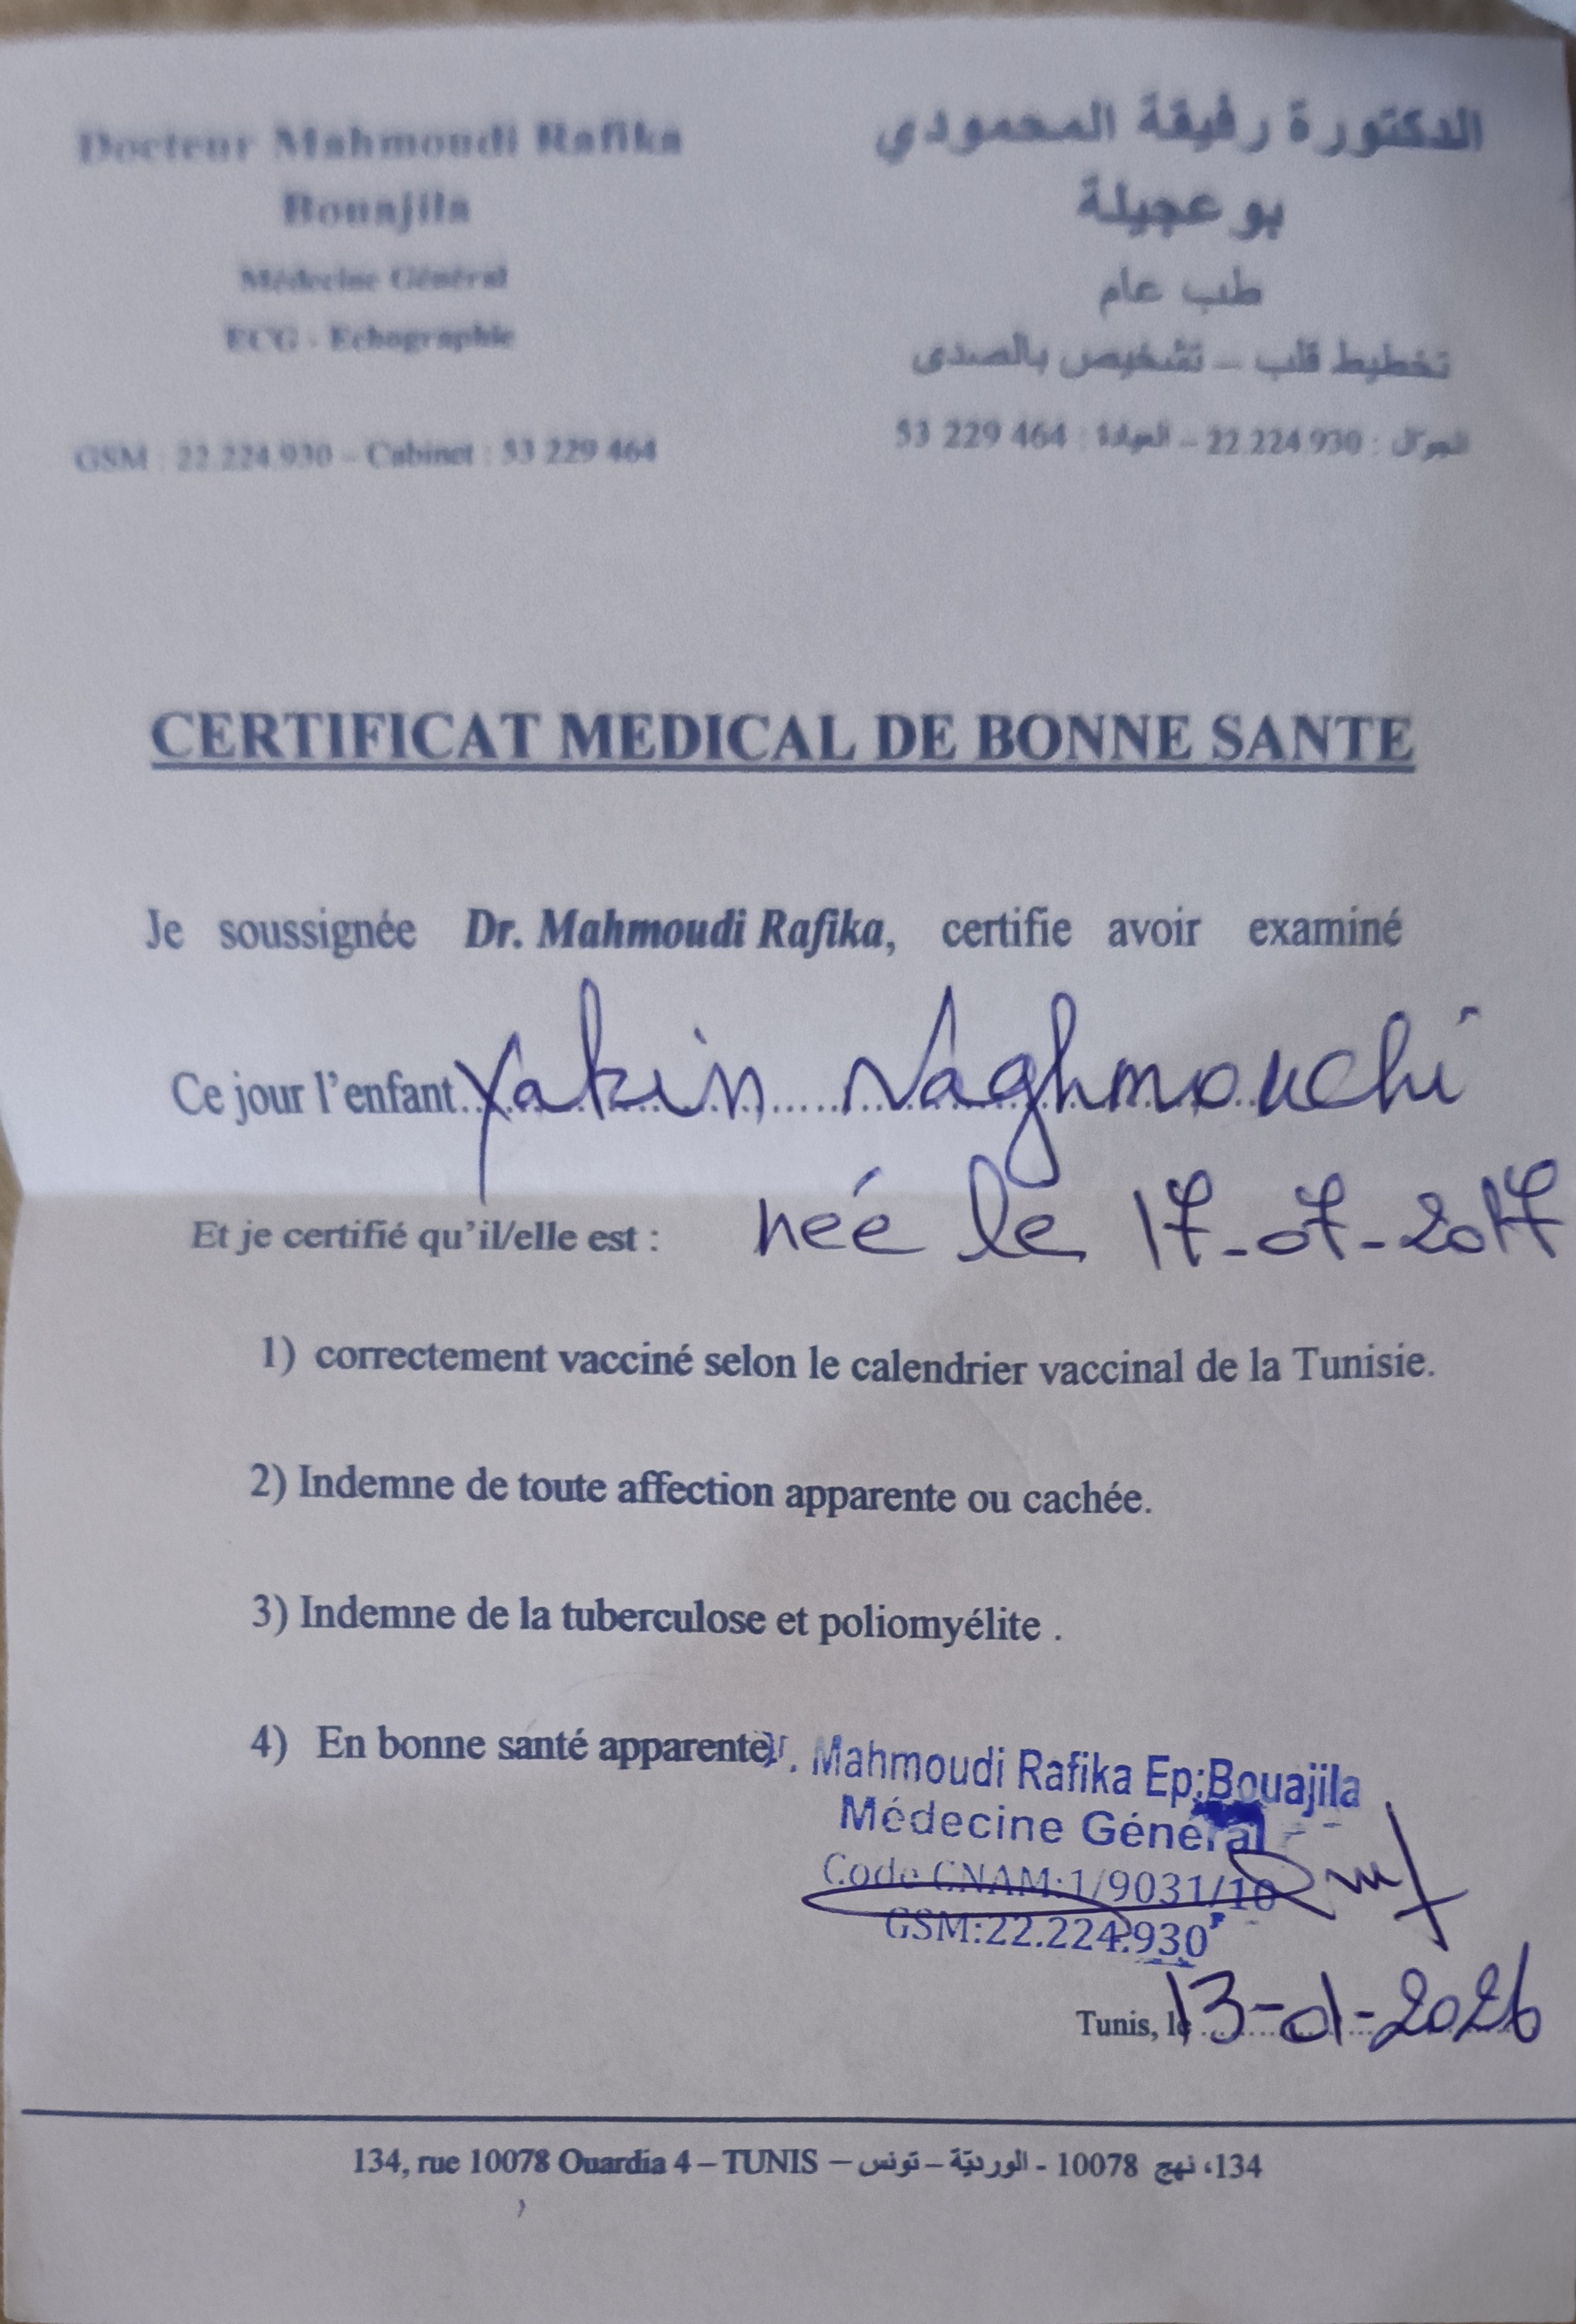 Docteur Mahmoudi Rafika
Bouajila
Médecine Général
ECG - Echographie
GSM : 22.224.930 – Cabinet : 53 229 464
الدكتورة رفيقة المحمودي
بو عجيلة
طب عام
تخطيط قلب – تشخيص بالصدى
الجوال : 22.224.930 – العيادة : 464 229 53
CERTIFICAT MEDICAL DE BONNE SANTE
Je soussignée Dr. Mahmoudi Rafika, certifie avoir examiné
Ce jour l'enfant Yakin Naghmouchi
née le 17-07-2017
Et je certifié qu'il/elle est :
1) correctement vacciné selon le calendrier vaccinal de la Tunisie.
2) Indemne de toute affection apparente ou cachée.
3) Indemne de la tuberculose et poliomyélite .
4) En bonne santé apparente
Dr. Mahmoudi Rafika Ep:Bouajila
Médecine Général
Code CNAM:1/9031/10
GSM:22.224.930
Tunis, le 13-01-2026
134, rue 10078 Ouardia 4 – TUNIS – 134، نهج 10078 - الورديّة – تونس